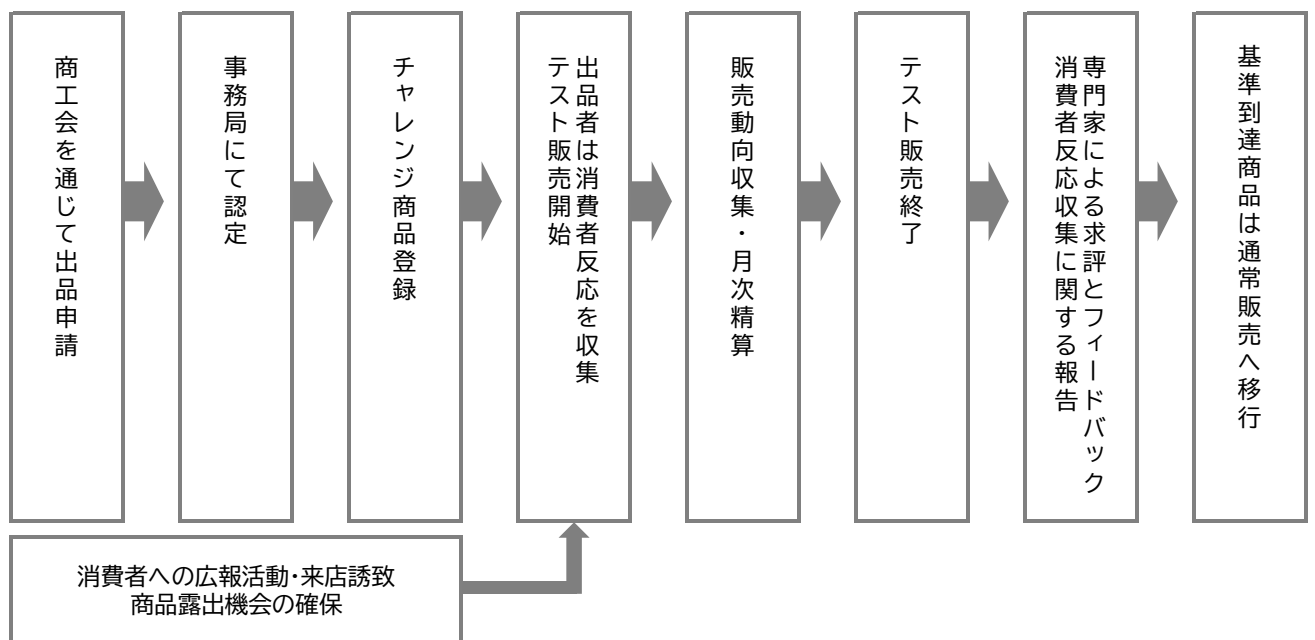 商工会を通じて出品申請
事務局にて認定
チャレンジ商品登録
出品者は消費者反応を収集
テスト販売開始
販売動向収集・月次精算
テスト販売終了
専門家による求評とフィードバック
消費者反応収集に関する報告
基準到達商品は通常販売へ移行
消費者への広報活動･来店誘致
商品露出機会の確保